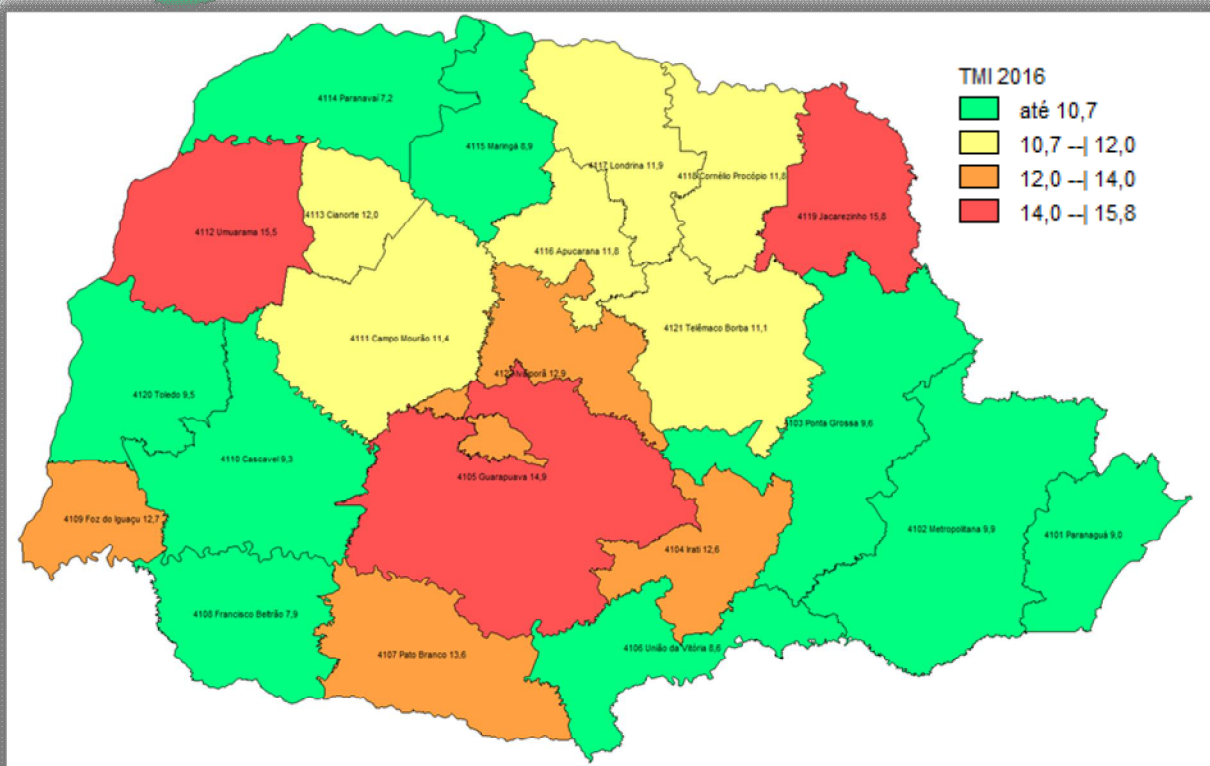 TMI 2016
até 10,7
10,7 --| 12,0
12,0 --| 14,0
14,0 --| 15,8
4114 Paranavaí 7,2
4115 Maringá 8,9
4117 Londrina 11,9
4118 Cornélio Procópio 11,8
4113 Cianorte 12,0
4119 Jacarezinho 15,8
4112 Umuarama 15,5
4116 Apucarana 11,8
4121 Telêmaco Borba 11,1
4111 Campo Mourão 11,4
4122 Ivaiporã 12,9
4120 Toledo 9,5
4103 Ponta Grossa 9,6
4110 Cascavel 9,3
4105 Guarapuava 14,9
4109 Foz do Iguaçu 12,7
4102 Metropolitana 9,9
4101 Paranaguá 9,0
4104 Irati 12,6
4108 Francisco Beltrão 7,9
4106 União da Vitória 8,6
4107 Pato Branco 13,6